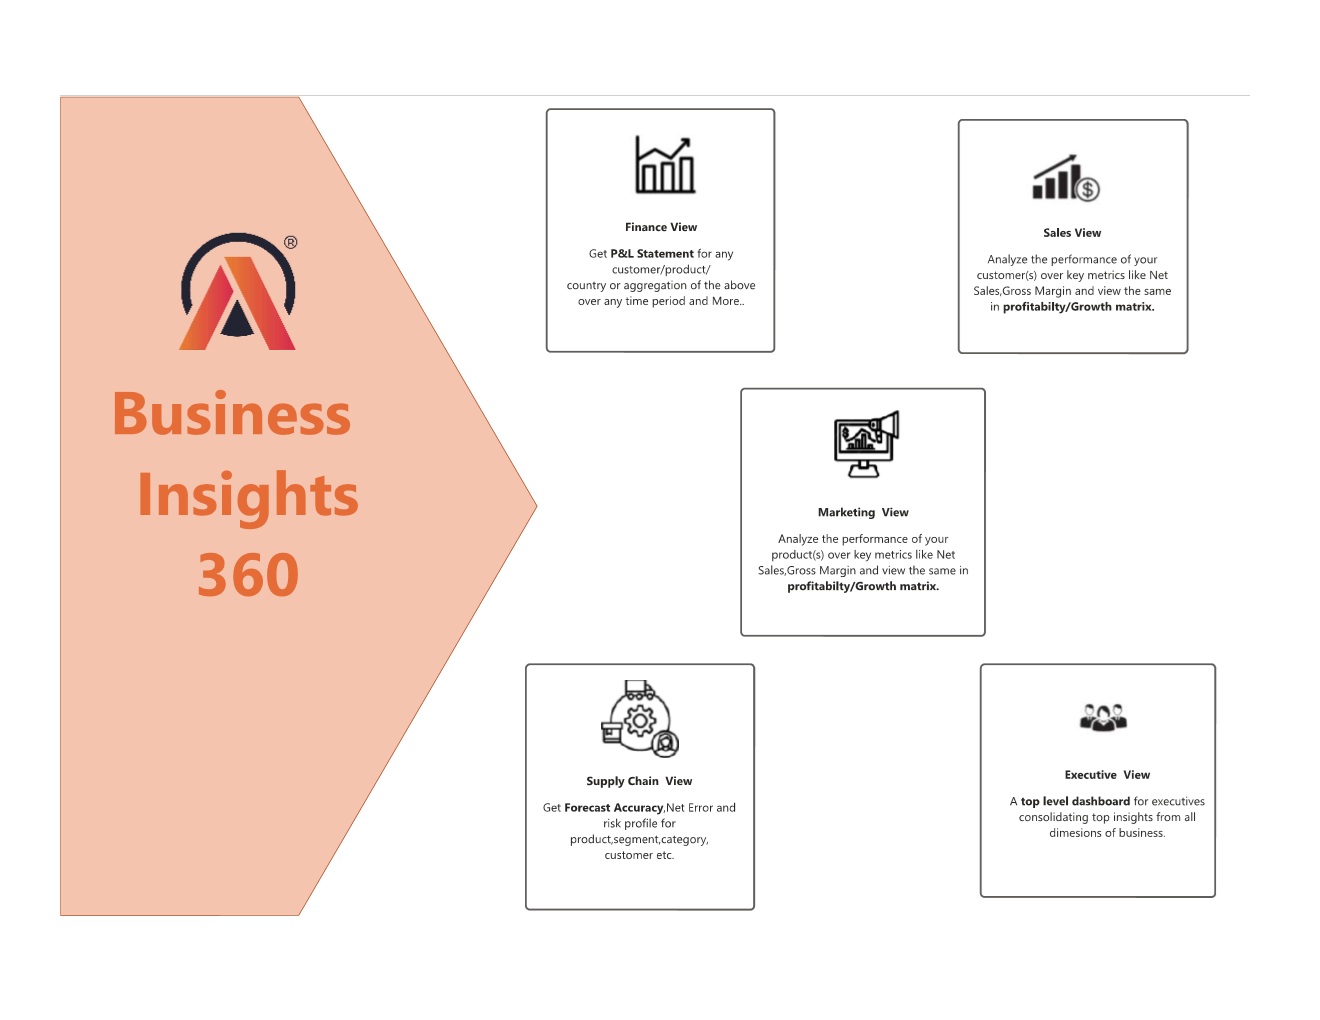 ®
Business
Insights
360
Finance View
Get P&L Statement for any
customer/product/
country or aggregation of the above
over any time period and More..
Sales View
Analyze the performance of your
customer(s) over key metrics like Net
Sales,Gross Margin and view the same
in profitabilty/Growth matrix.
$
Marketing  View
Analyze the performance of your
product(s) over key metrics like Net
Sales,Gross Margin and view the same in
profitabilty/Growth matrix.
Supply Chain  View
Get Forecast Accuracy,Net Error and
risk profile for
product,segment,category,
customer etc.
Executive  View
A top level dashboard for executives
consolidating top insights from all
dimesions of business.